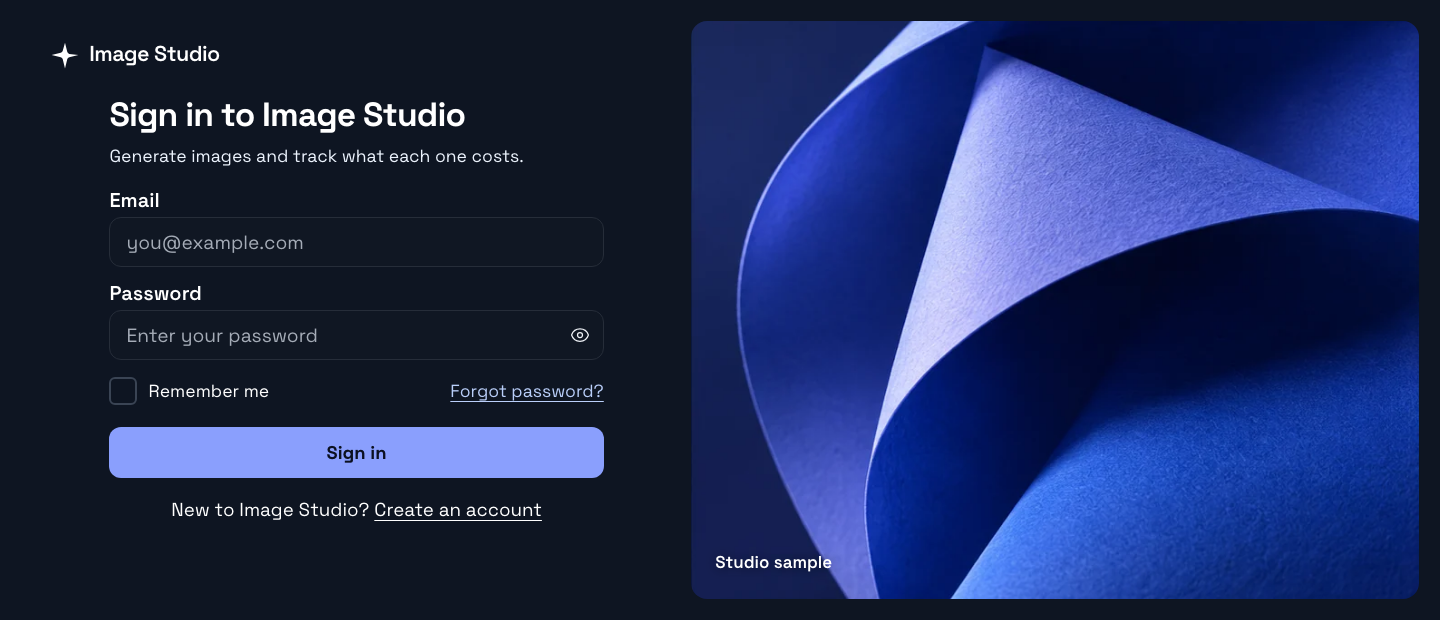 Image Studio
Sign in to Image Studio
Generate images and track what each one costs.
Email
you@example.com
Password
Enter your password
Remember me
Forgot password?
Sign in
New to Image Studio? Create an account
Studio sample